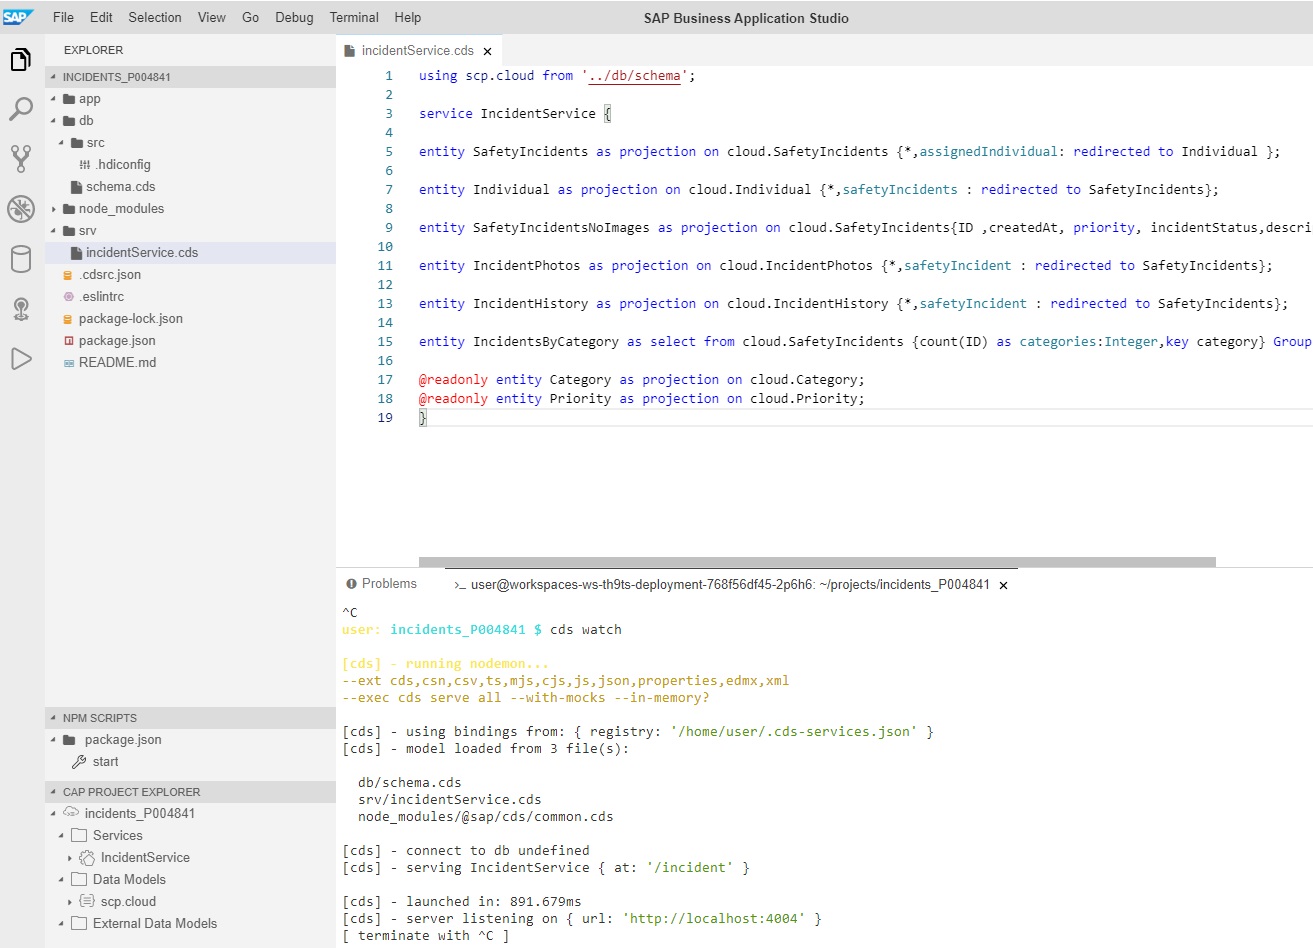 SAP File Edit Selection View Go Debug Terminal Help SAP Business Application Studio
EXPLORER
INCIDENTS_P004841
app
db
src
.hdiconfig
schema.cds
node_modules
srv
incidentService.cds
.cdsrc.json
.eslintrc
package-lock.json
package.json
README.md
NPM SCRIPTS
package.json
start
CAP PROJECT EXPLORER
incidents_P004841
Services
IncidentService
Data Models
scp.cloud
External Data Models
incidentService.cds ×
1 using scp.cloud from '../db/schema';
2
3 service IncidentService {
4
5 entity SafetyIncidents as projection on cloud.SafetyIncidents {*,assignedIndividual: redirected to Individual };
6
7 entity Individual as projection on cloud.Individual {*,safetyIncidents : redirected to SafetyIncidents};
8
9 entity SafetyIncidentsNoImages as projection on cloud.SafetyIncidents{ID ,createdAt, priority, incidentStatus,descri
10
11 entity IncidentPhotos as projection on cloud.IncidentPhotos {*,safetyIncident : redirected to SafetyIncidents};
12
13 entity IncidentHistory as projection on cloud.IncidentHistory {*,safetyIncident : redirected to SafetyIncidents};
14
15 entity IncidentsByCategory as select from cloud.SafetyIncidents {count(ID) as categories:Integer,key category} Group
16
17 @readonly entity Category as projection on cloud.Category;
18 @readonly entity Priority as projection on cloud.Priority;
19 }
Problems >_ user@workspaces-ws-th9ts-deployment-768f56df45-2p6h6: ~/projects/incidents_P004841 ×
^C
user: incidents_P004841 $ cds watch
[cds] - running nodemon...
--ext cds,csn,csv,ts,mjs,cjs,js,json,properties,edmx,xml
--exec cds serve all --with-mocks --in-memory?
[cds] - using bindings from: { registry: '/home/user/.cds-services.json' }
[cds] - model loaded from 3 file(s):
db/schema.cds
srv/incidentService.cds
node_modules/@sap/cds/common.cds
[cds] - connect to db undefined
[cds] - serving IncidentService { at: '/incident' }
[cds] - launched in: 891.679ms
[cds] - server listening on { url: 'http://localhost:4004' }
[ terminate with ^C ]